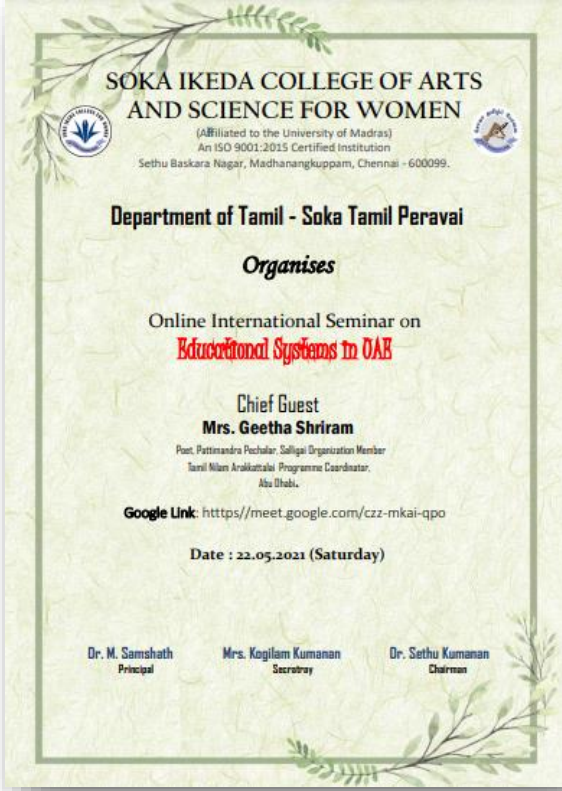 SOKA IKEDA COLLEGE OF ARTS
AND SCIENCE FOR WOMEN
(Affiliated to the University of Madras)
An ISO 9001:2015 Certified Institution
Sethu Baskara Nagar, Madhanangkuppam, Chennai - 600099.
Department of Tamil - Soka Tamil Peravai
Organises
Online International Seminar on
Educational Systems in UAE
Chief Guest
Mrs. Geetha Shriram
Poet, Pattimandra Pechalar, Salligai Organization Member
Tamil Nilam Arakkattalai Programme Coordinator,
Abu Dhabi.
Google Link: htttps//meet.google.com/czz-mkai-qpo
Date : 22.05.2021 (Saturday)
Dr. M. Samshath Mrs. Kogilam Kumanan Dr. Sethu Kumanan
Principal Secratray Chairman